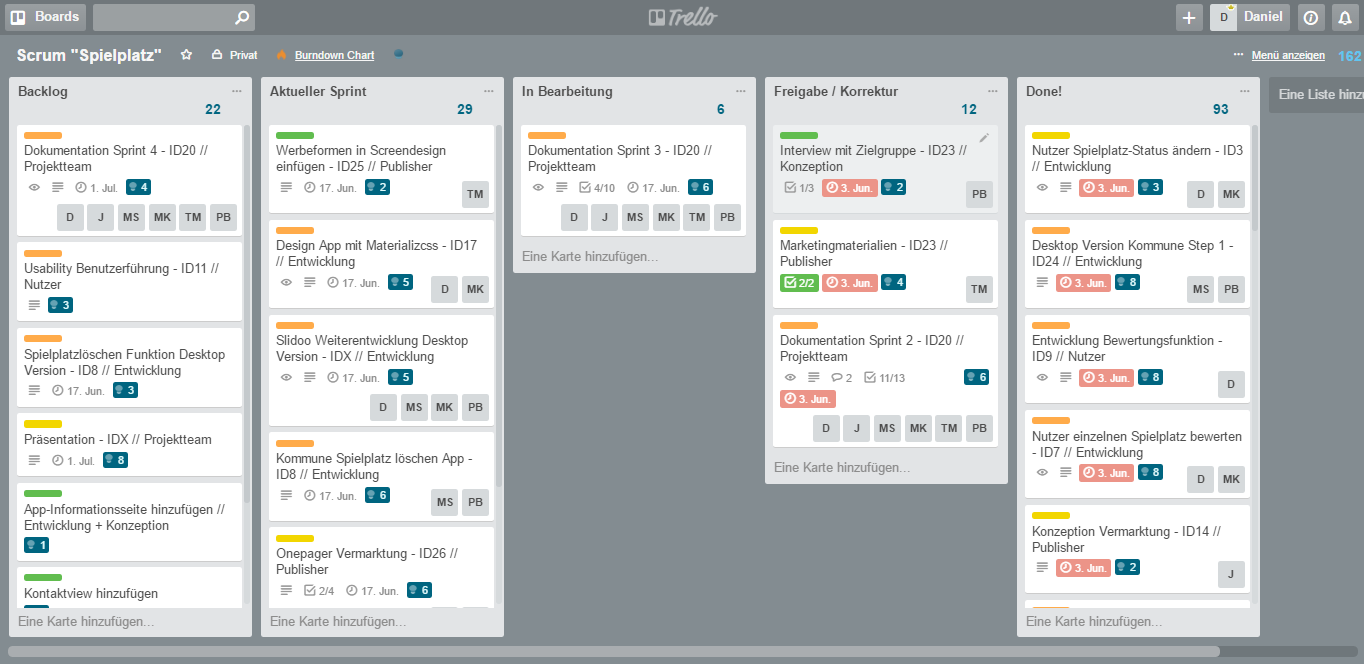 Boards
Trello
D
Daniel
Scrum "Spielplatz"
Privat
Burndown Chart
Menü anzeigen
162
Backlog
22
Dokumentation Sprint 4 - ID20 //
Projektteam
1. Jul.
4
D J MS MK TM PB
Usability Benutzerführung - ID11 //
Nutzer
3
Spielplatzlöschen Funktion Desktop
Version - ID8 // Entwicklung
17. Jun.
3
Präsentation - IDX // Projektteam
1. Jul.
8
App-Informationsseite hinzufügen //
Entwicklung + Konzeption
1
Kontaktview hinzufügen
Eine Karte hinzufügen...
Aktueller Sprint
29
Werbeformen in Screendesign
einfügen - ID25 // Publisher
17. Jun.
2
TM
Design App mit Materializcss - ID17
// Entwicklung
17. Jun.
5
D MK
Slidoo Weiterentwicklung Desktop
Version - IDX // Entwicklung
17. Jun.
5
D MS MK PB
Kommune Spielplatz löschen App -
ID8 // Entwicklung
17. Jun.
6
MS PB
Onepager Vermarktung - ID26 //
Publisher
2/4
17. Jun.
6
Eine Karte hinzufügen...
In Bearbeitung
6
Dokumentation Sprint 3 - ID20 //
Projektteam
4/10
17. Jun.
6
D J MS MK TM PB
Eine Karte hinzufügen...
Freigabe / Korrektur
12
Interview mit Zielgruppe - ID23 //
Konzeption
1/3
3. Jun.
2
PB
Marketingmaterialien - ID23 //
Publisher
2/2
3. Jun.
4
TM
Dokumentation Sprint 2 - ID20 //
Projektteam
2
11/13
6
3. Jun.
D J MS MK TM PB
Eine Karte hinzufügen...
Done!
93
Nutzer Spielplatz-Status ändern - ID3
// Entwicklung
3. Jun.
3
D MK
Desktop Version Kommune Step 1 -
ID24 // Entwicklung
3. Jun.
8
MS PB
Entwicklung Bewertungsfunktion -
ID9 // Nutzer
3. Jun.
8
D
Nutzer einzelnen Spielplatz bewerten
- ID7 // Entwicklung
3. Jun.
8
D MK
Konzeption Vermarktung - ID14 //
Publisher
3. Jun.
2
J
Eine Karte hinzufügen...
Eine Liste hinz